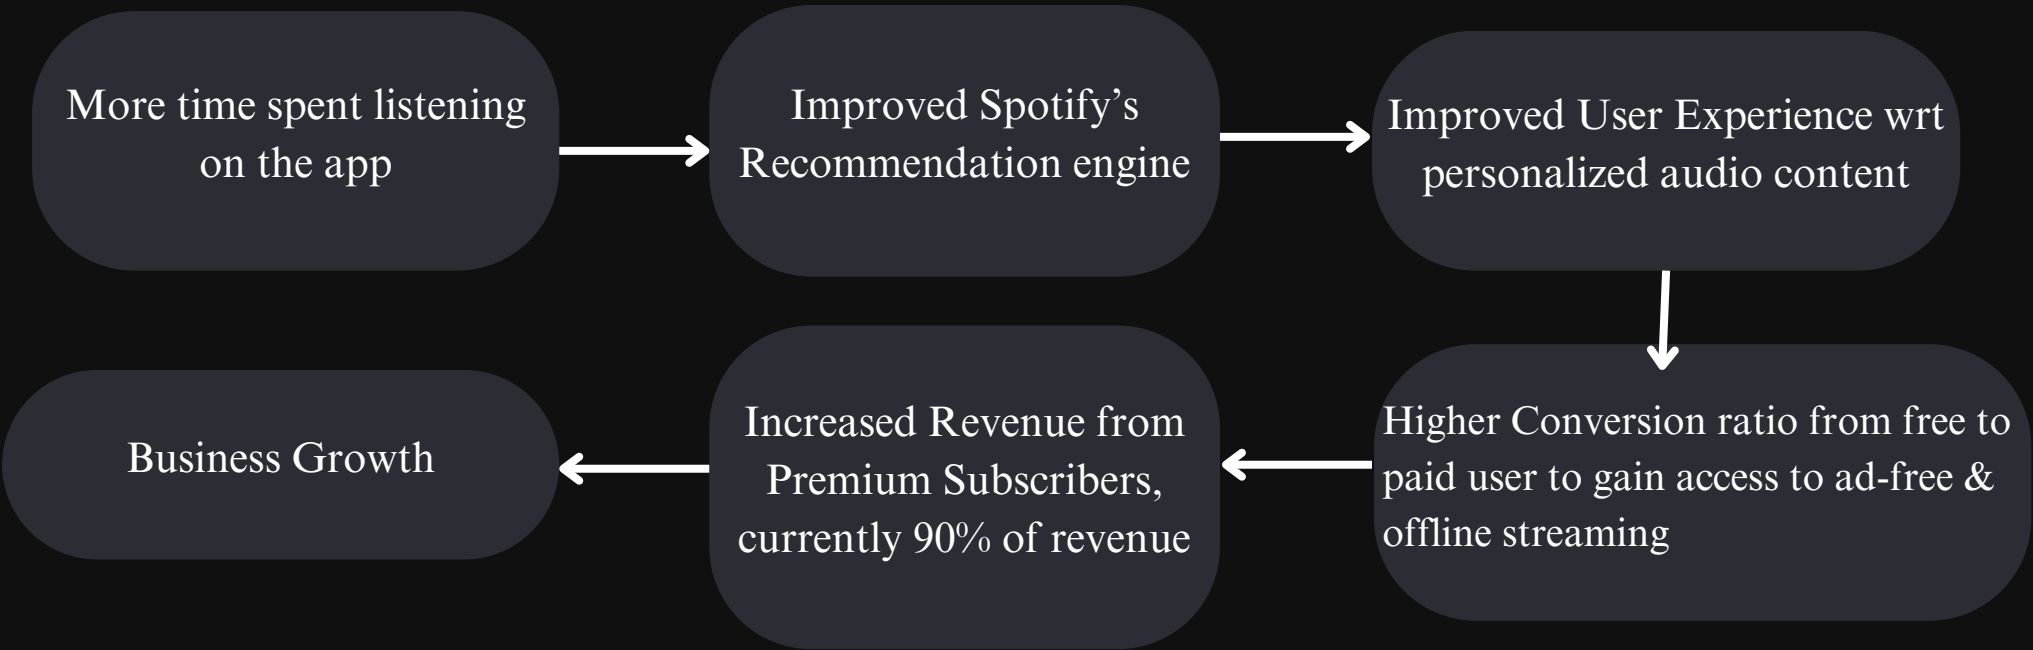 More time spent listening
on the app
Improved Spotify’s
Recommendation engine
Improved User Experience wrt
personalized audio content
Higher Conversion ratio from free to
paid user to gain access to ad-free &
offline streaming
Increased Revenue from
Premium Subscribers,
currently 90% of revenue
Business Growth